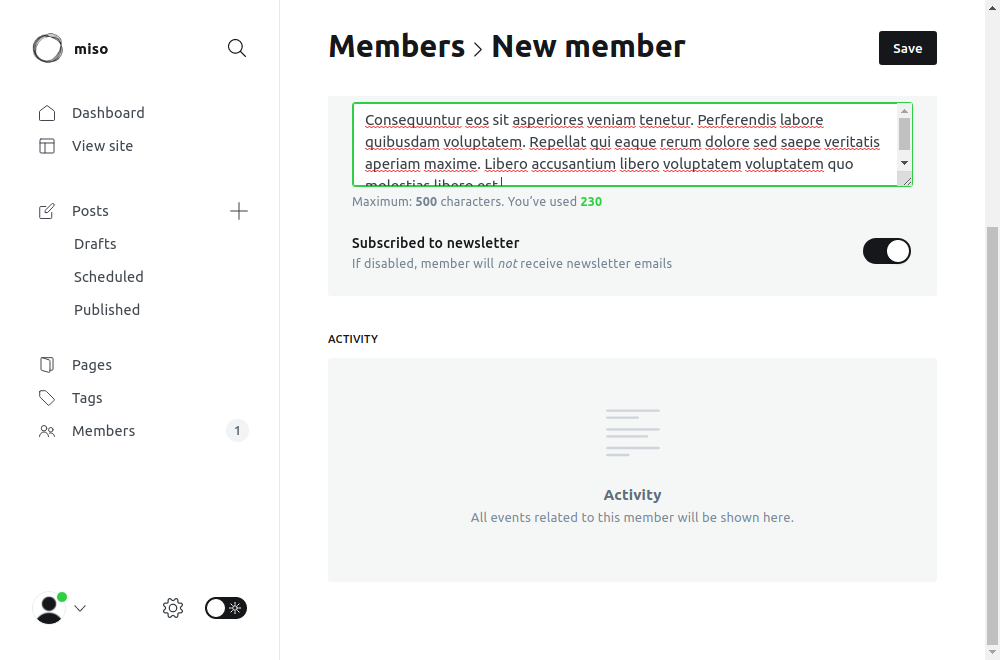 miso
Dashboard
View site
Posts
Drafts
Scheduled
Published
Pages
Tags
Members
1
Members > New member
Save
Consequuntur eos sit asperiores veniam tenetur. Perferendis labore
quibusdam voluptatem. Repellat qui eaque rerum dolore sed saepe veritatis
aperiam maxime. Libero accusantium libero voluptatem voluptatem quo
molestias libero est.
Maximum: 500 characters. You've used 230
Subscribed to newsletter
If disabled, member will not receive newsletter emails
ACTIVITY
Activity
All events related to this member will be shown here.